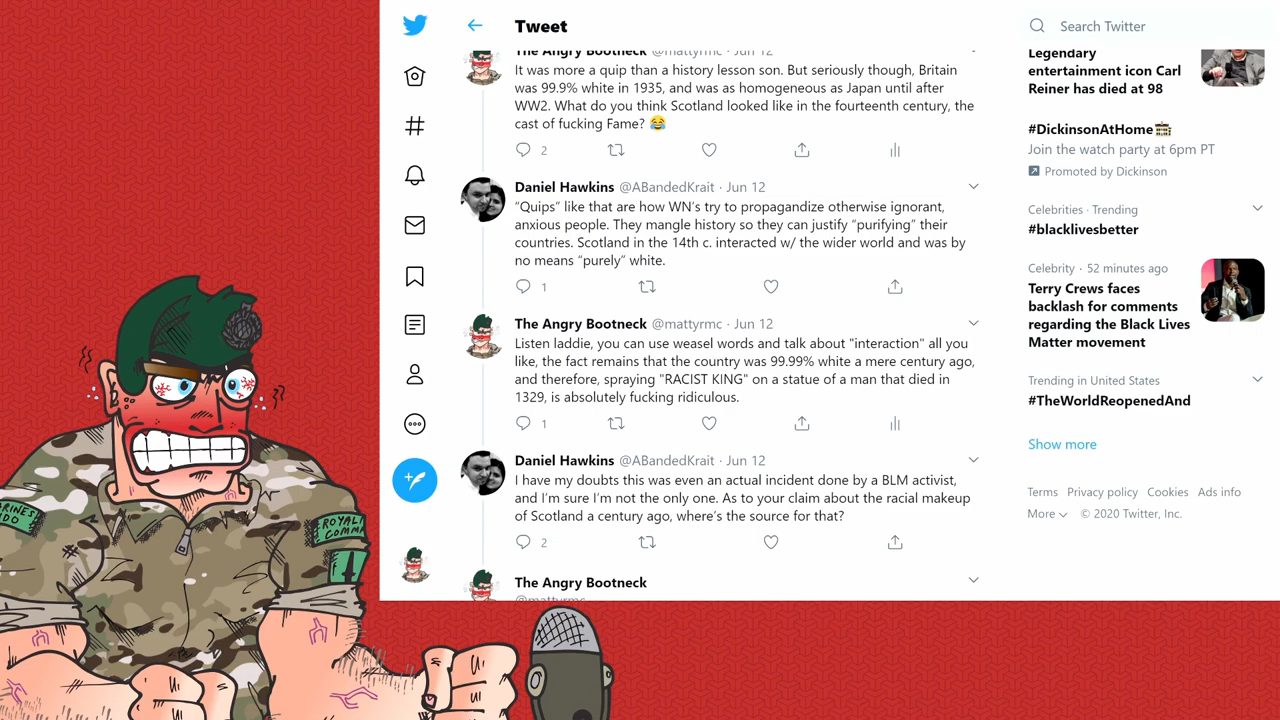 Tweet
Search Twitter
The Angry Bootneck @mattyrmc · Jun 12
It was more a quip than a history lesson son. But seriously though, Britain
was 99.9% white in 1935, and was as homogeneous as Japan until after
WW2. What do you think Scotland looked like in the fourteenth century, the
cast of fucking Fame? 😂
2
Daniel Hawkins @ABandedKrait · Jun 12
“Quips” like that are how WN’s try to propagandize otherwise ignorant,
anxious people. They mangle history so they can justify “purifying” their
countries. Scotland in the 14th c. interacted w/ the wider world and was by
no means “purely” white.
1
The Angry Bootneck @mattyrmc · Jun 12
Listen laddie, you can use weasel words and talk about "interaction" all you
like, the fact remains that the country was 99.99% white a mere century ago,
and therefore, spraying "RACIST KING" on a statue of a man that died in
1329, is absolutely fucking ridiculous.
1
Daniel Hawkins @ABandedKrait · Jun 12
I have my doubts this was even an actual incident done by a BLM activist,
and I’m sure I’m not the only one. As to your claim about the racial makeup
of Scotland a century ago, where’s the source for that?
2
The Angry Bootneck
@mattyrmc
Legendary
entertainment icon Carl
Reiner has died at 98
#DickinsonAtHome
Join the watch party at 6pm PT
Promoted by Dickinson
Celebrities · Trending
#blacklivesbetter
Celebrity · 52 minutes ago
Terry Crews faces
backlash for comments
regarding the Black Lives
Matter movement
Trending in United States
#TheWorldReopenedAnd
Show more
Terms Privacy policy Cookies Ads info
More © 2020 Twitter, Inc.
ROYAL